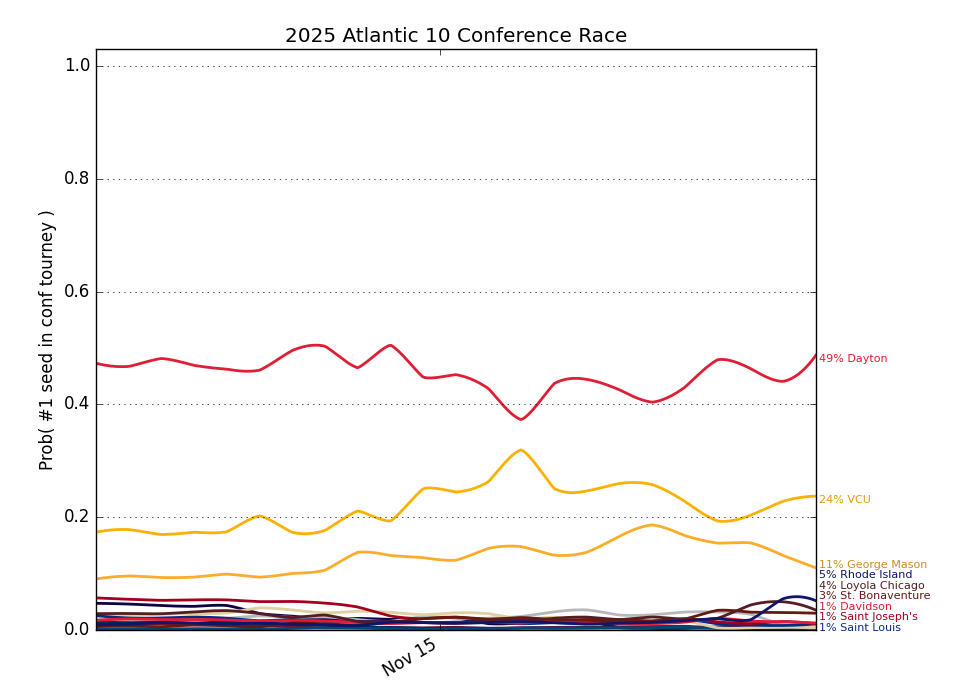 2025 Atlantic 10 Conference Race
Prob( #1 seed in conf tourney )
1.0
0.8
0.6
0.4
0.2
0.0
Nov 15
49% Dayton
24% VCU
11% George Mason
5% Rhode Island
4% Loyola Chicago
3% St. Bonaventure
1% Davidson
1% Saint Joseph's
1% Saint Louis